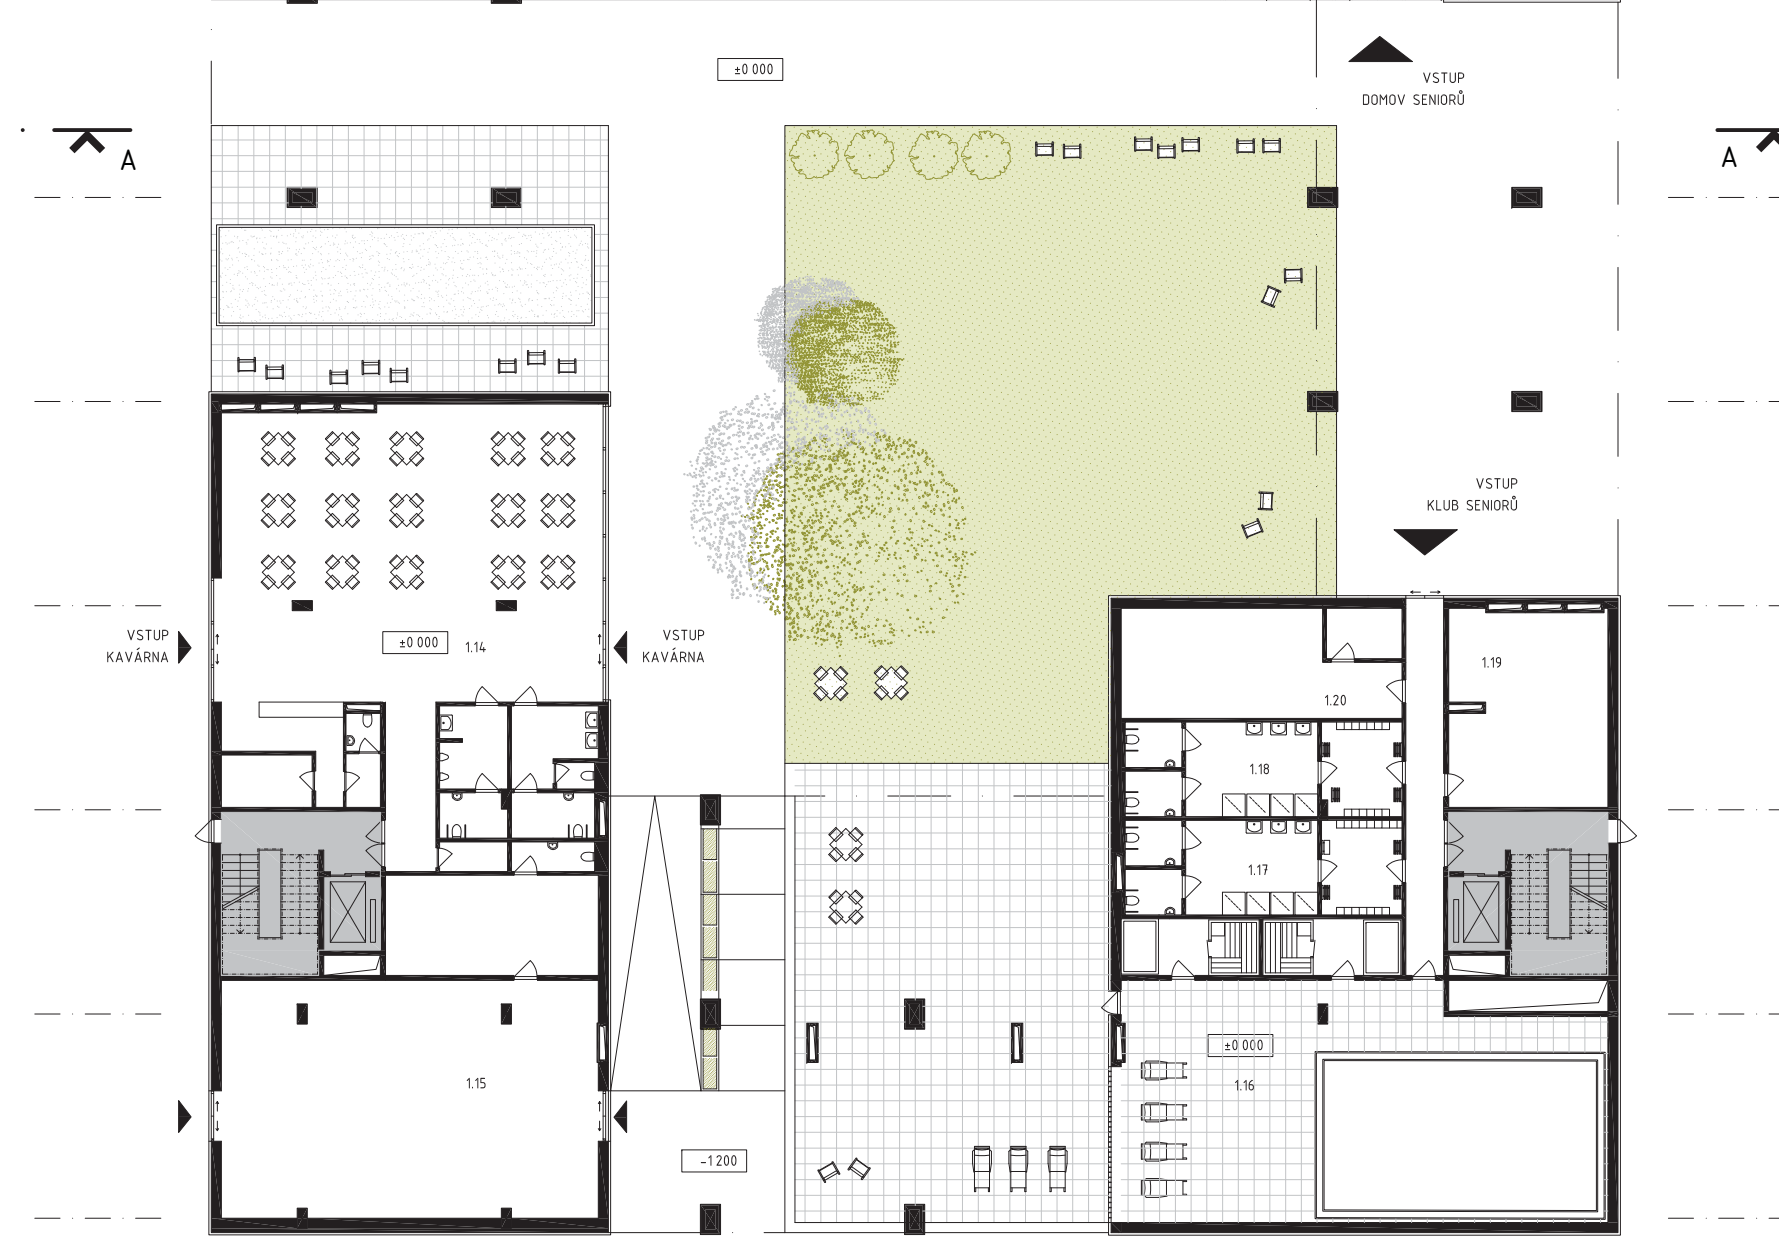 ±0 000
VSTUP
DOMOV SENIORŮ
A
A
VSTUP
KLUB SENIORŮ
VSTUP
KAVÁRNA
±0 000
1.14
VSTUP
KAVÁRNA
1.19
1.20
1.18
1.17
±0 000
1.16
1.15
-1200